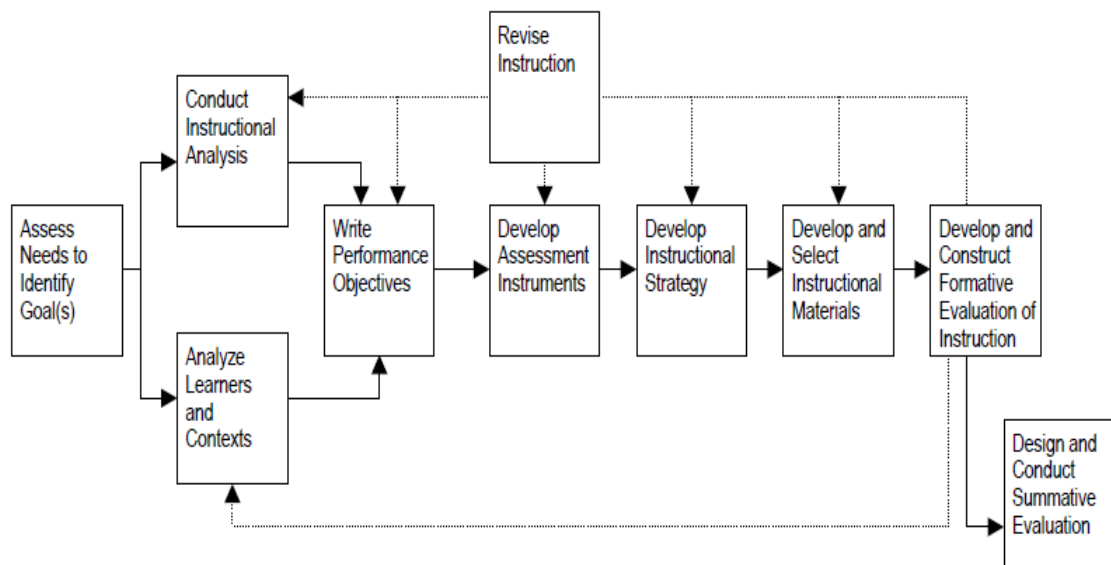 Revise
Instruction
Conduct
Instructional
Analysis
Assess
Needs to
Identify
Goal(s)
Write
Performance
Objectives
Develop
Assessment
Instruments
Develop
Instructional
Strategy
Develop and
Select
Instructional
Materials
Develop and
Construct
Formative
Evaluation of
Instruction
Analyze
Learners
and
Contexts
Design and
Conduct
Summative
Evaluation